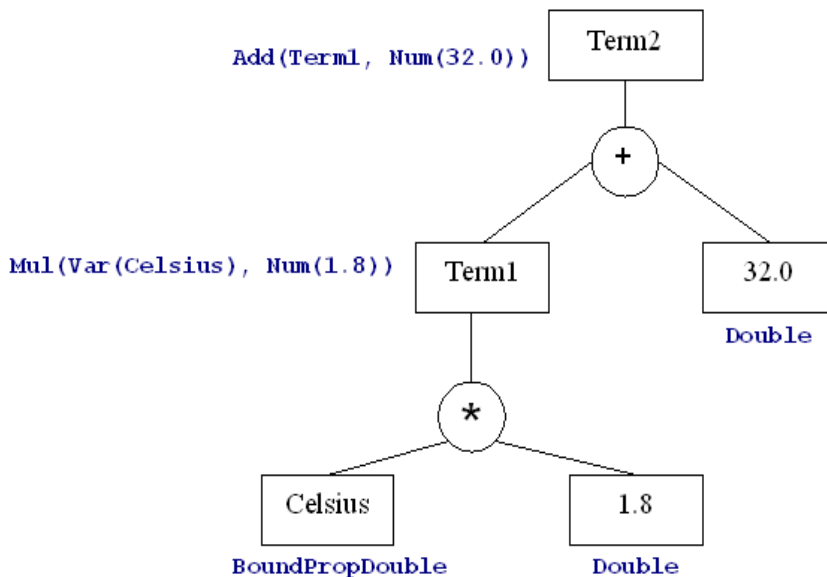 Term2
Add(Term1, Num(32.0))
+
Mul(Var(Celsius), Num(1.8))
Term1
32.0
Double
*
Celsius
1.8
BoundPropDouble
Double